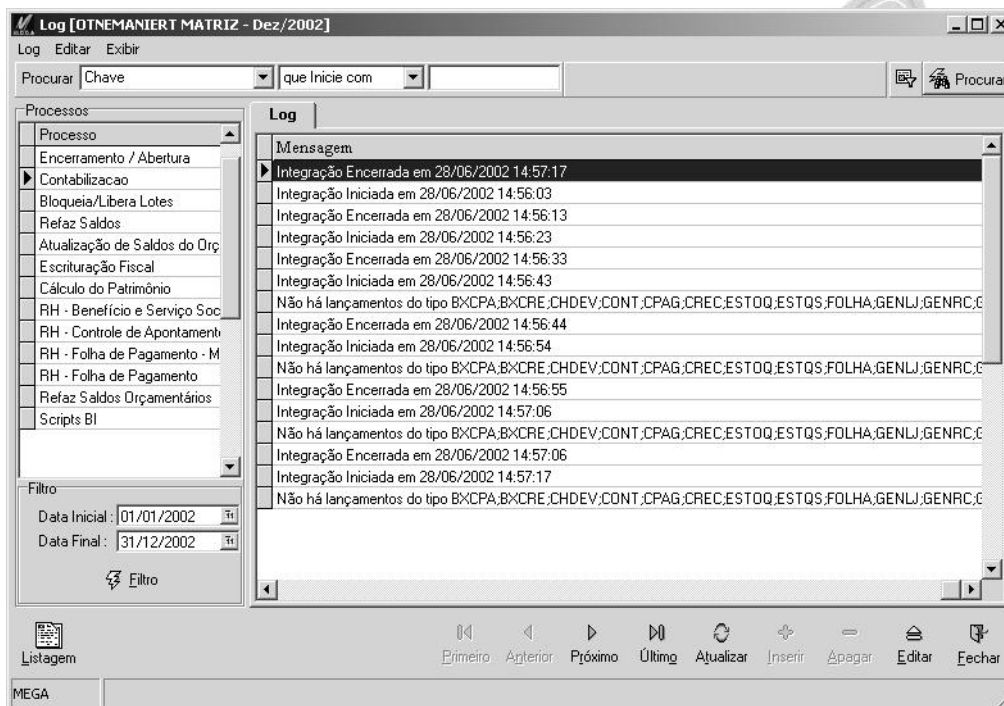 Log [OTNEMANIERT MATRIZ - Dez/2002]
Log Editar Exibir
Procurar Chave que Inicie com Procurar
Processos
Processo
Encerramento / Abertura
Contabilizacao
Bloqueia/Libera Lotes
Refaz Saldos
Atualização de Saldos do Orç
Escrituração Fiscal
Cálculo do Patrimônio
RH - Benefício e Serviço Soc
RH - Controle de Apontament
RH - Folha de Pagamento - M
RH - Folha de Pagamento
Refaz Saldos Orçamentários
Scripts BI
Filtro
Data Inicial : 01/01/2002
Data Final : 31/12/2002
Filtro
Log
Mensagem
Integração Encerrada em 28/06/2002 14:57:17
Integração Iniciada em 28/06/2002 14:56:03
Integração Encerrada em 28/06/2002 14:56:13
Integração Iniciada em 28/06/2002 14:56:23
Integração Encerrada em 28/06/2002 14:56:33
Integração Iniciada em 28/06/2002 14:56:43
Não há lançamentos do tipo BXCPA;BXCRE;CHDEV;CONT;CPAG;CREC;ESTOQ;ESTQS;FOLHA;GENLJ;GENRC;G
Integração Encerrada em 28/06/2002 14:56:44
Integração Iniciada em 28/06/2002 14:56:54
Não há lançamentos do tipo BXCPA;BXCRE;CHDEV;CONT;CPAG;CREC;ESTOQ;ESTQS;FOLHA;GENLJ;GENRC;G
Integração Encerrada em 28/06/2002 14:56:55
Integração Iniciada em 28/06/2002 14:57:06
Não há lançamentos do tipo BXCPA;BXCRE;CHDEV;CONT;CPAG;CREC;ESTOQ;ESTQS;FOLHA;GENLJ;GENRC;G
Integração Encerrada em 28/06/2002 14:57:06
Integração Iniciada em 28/06/2002 14:57:17
Não há lançamentos do tipo BXCPA;BXCRE;CHDEV;CONT;CPAG;CREC;ESTOQ;ESTQS;FOLHA;GENLJ;GENRC;G
Listagem Primeiro Anterior Próximo Último Atualizar Inserir Apagar Editar Fechar
MEGA